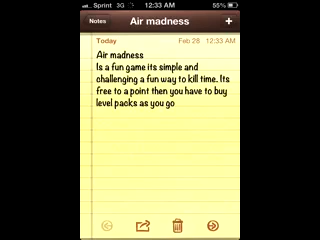 Sprint 3G 12:33 AM 55%
Notes Air madness +
Today Feb 28 12:33 AM
Air madness
Is a fun game its simple and
challenging a fun way to kill time. Its
free to a point then you have to buy
level packs as you go